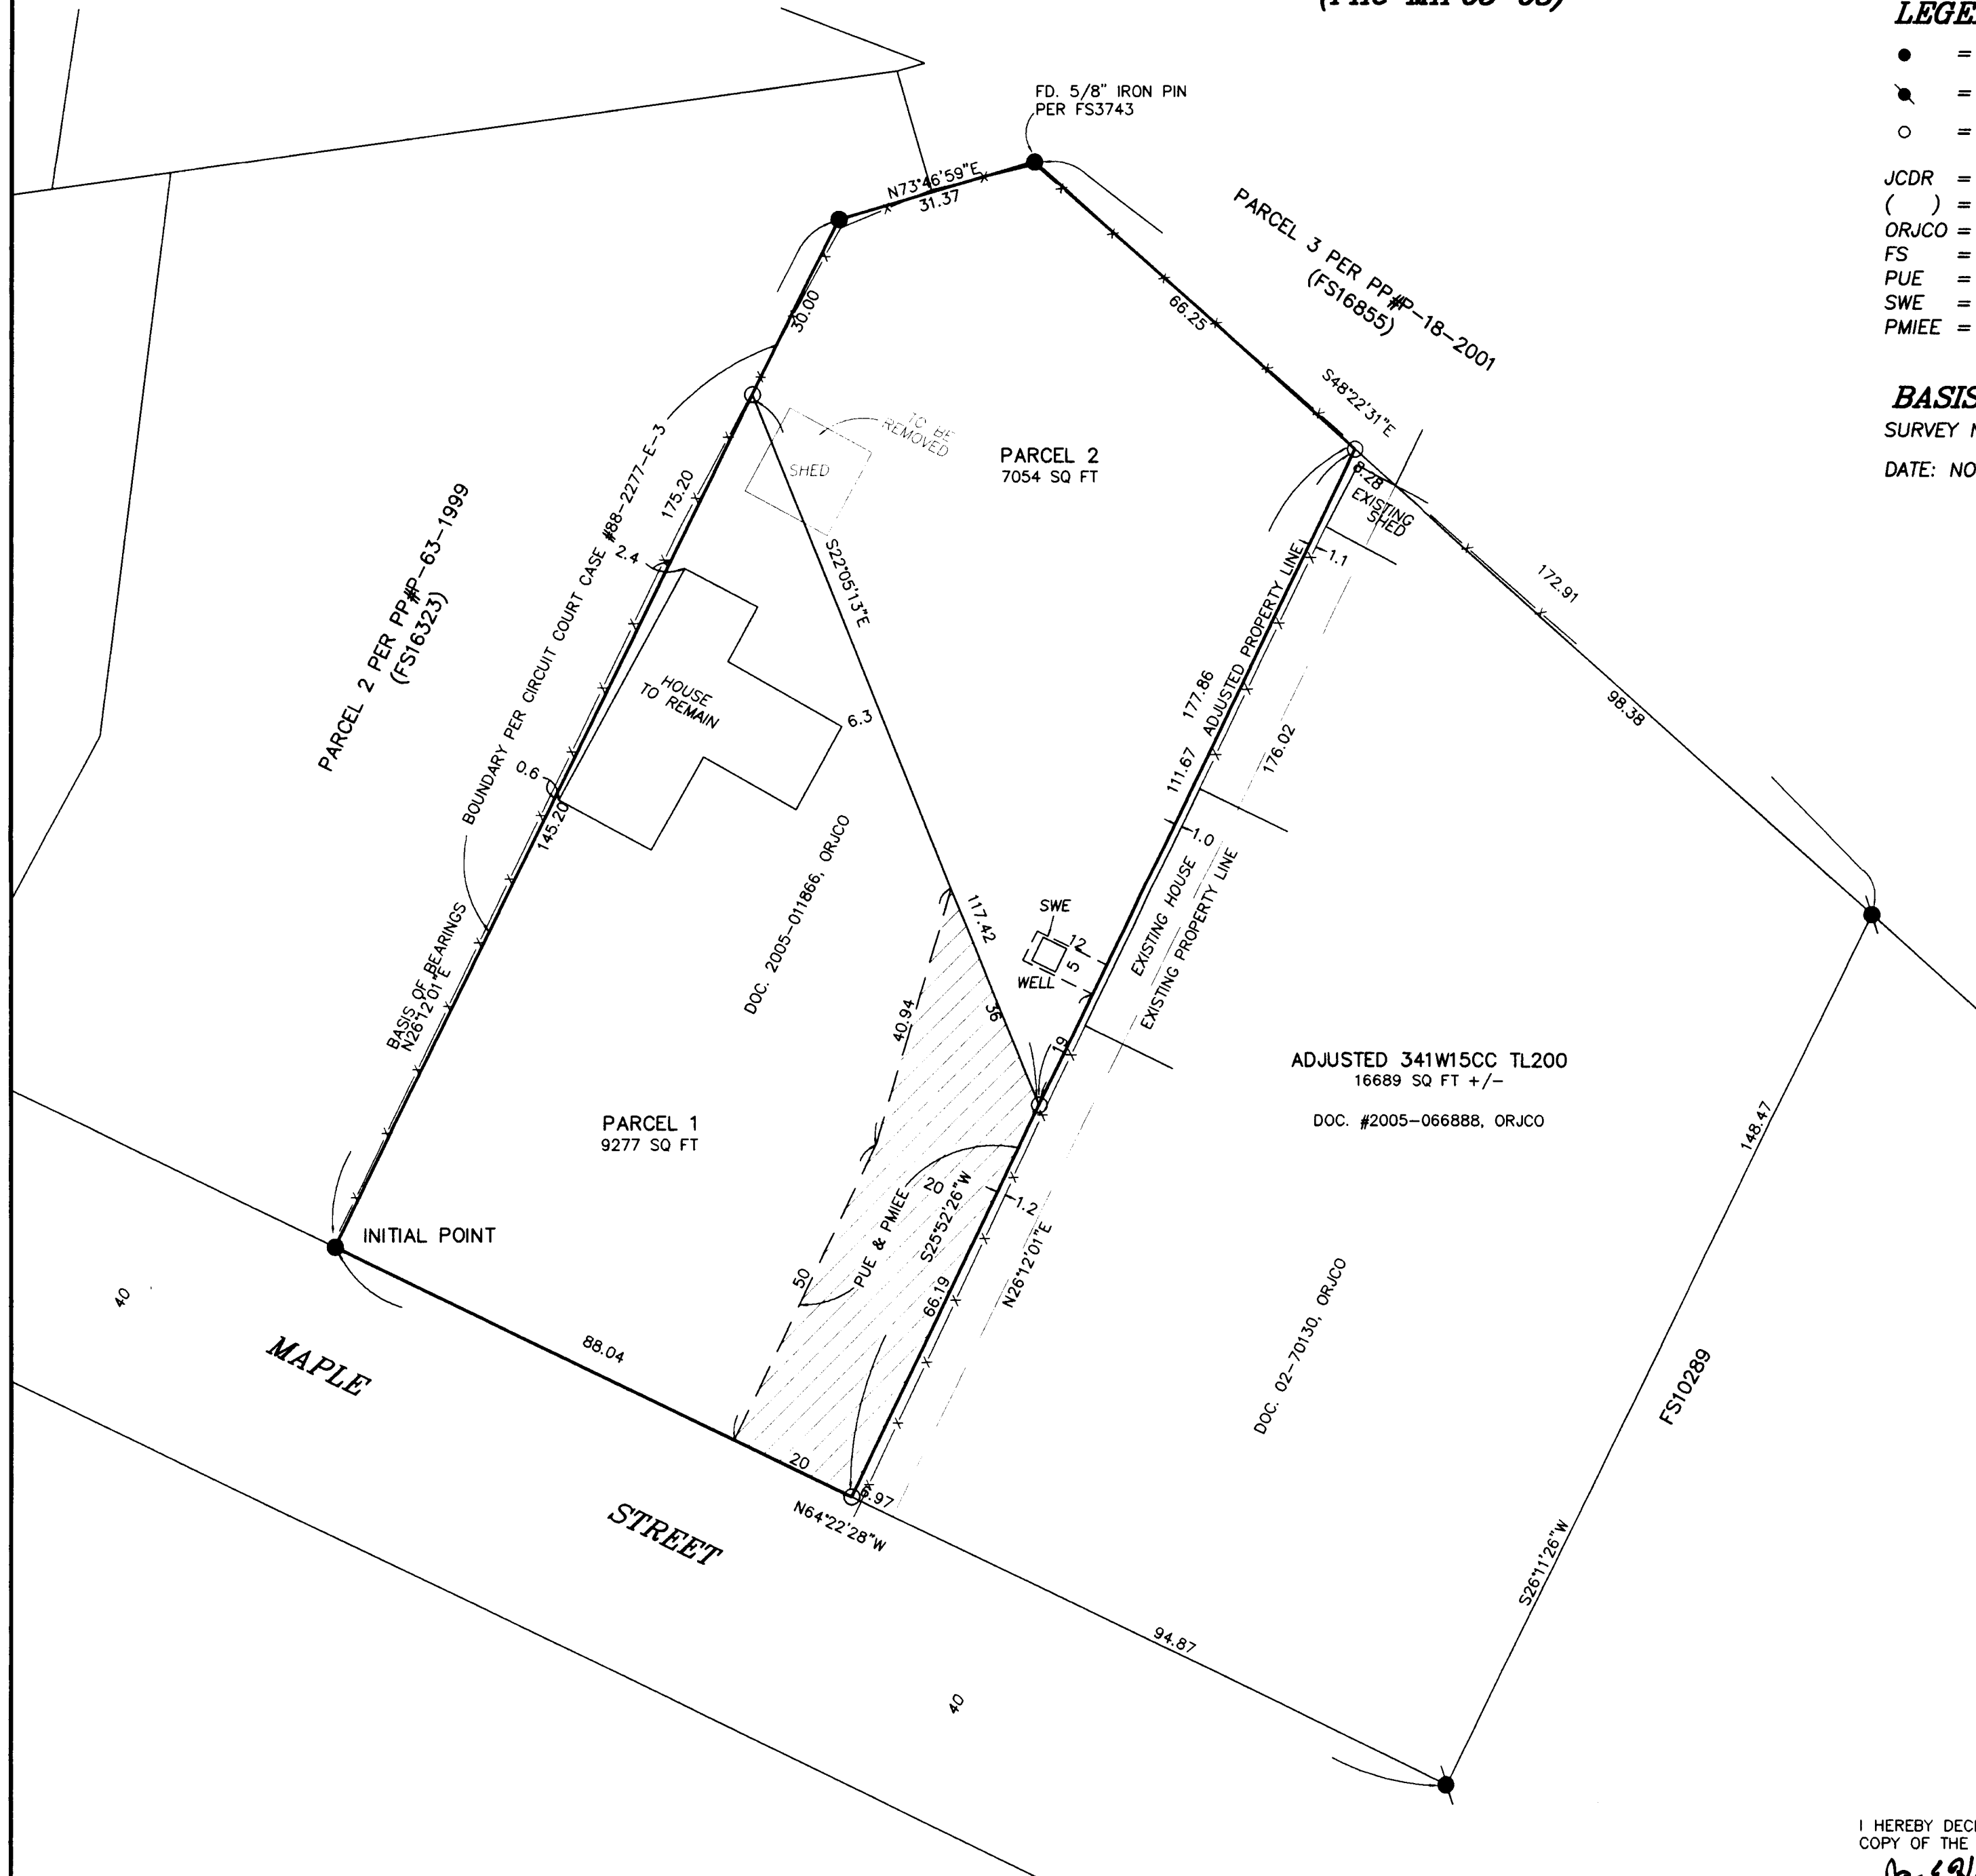 LEGE
=
=
=
JCDR =
( ) =
ORJCO =
FS =
PUE =
SWE =
PMIEE =
BASIS
SURVEY N
DATE: NO
FD. 5/8" IRON PIN
PER FS3743
N73°46'59"E
31.37
30.00
PARCEL 3 PER PP#P-18-2001
(FS16855)
66.25
S48°22'31"E
8.28
EXISTING
SHED
1.1
172.91
98.38
TO BE
REMOVED
SHED
PARCEL 2
7054 SQ FT
175.20
2.4
BOUNDARY PER CIRCUIT COURT CASE #88-2277-E-3
PARCEL 2 PER PP#P-63-1999
(FS16323)
S22°05'13"E
HOUSE
TO REMAIN
6.3
0.6
145.20
177.86
ADJUSTED PROPERTY LINE
111.67
176.02
1.0
EXISTING HOUSE
EXISTING PROPERTY LINE
DOC. 2005-011866, ORJCO
117.42
SWE
12
5
WELL
BASIS OF BEARINGS
N26°12'01"E
40.94
36
19
ADJUSTED 341W15CC TL200
16689 SQ FT +/-
DOC. #2005-066888, ORJCO
148.47
PARCEL 1
9277 SQ FT
20
PUE & PMIEE
S25°52'26"W
1.2
N26°12'01"E
50
66.19
INITIAL POINT
40
MAPLE
88.04
20
6.97
N64°22'28"W
STREET
DOC. 02-70130, ORJCO
FS10289
S26°11'26"W
94.87
40
I HEREBY DECL
COPY OF THE